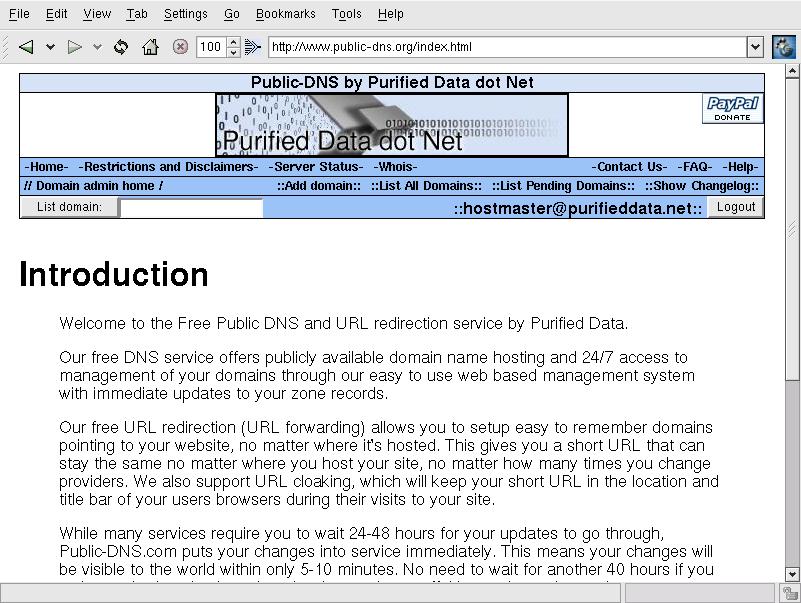 File Edit View Tab Settings Go Bookmarks Tools Help
100 http://www.public-dns.org/index.html
Public-DNS by Purified Data dot Net
Purified Data dot Net
PayPal
DONATE
-Home- -Restrictions and Disclaimers- -Server Status- -Whois- -Contact Us- -FAQ- -Help-
// Domain admin home / ::Add domain:: ::List All Domains:: ::List Pending Domains:: ::Show Changelog::
List domain: ::hostmaster@purifieddata.net:: Logout
Introduction
Welcome to the Free Public DNS and URL redirection service by Purified Data.
Our free DNS service offers publicly available domain name hosting and 24/7 access to
management of your domains through our easy to use web based management system
with immediate updates to your zone records.
Our free URL redirection (URL forwarding) allows you to setup easy to remember domains
pointing to your website, no matter where it's hosted. This gives you a short URL that can
stay the same no matter where you host your site, no matter how many times you change
providers. We also support URL cloaking, which will keep your short URL in the location and
title bar of your users browsers during their visits to your site.
While many services require you to wait 24-48 hours for your updates to go through,
Public-DNS.com puts your changes into service immediately. This means your changes will
be visible to the world within only 5-10 minutes. No need to wait for another 40 hours if you